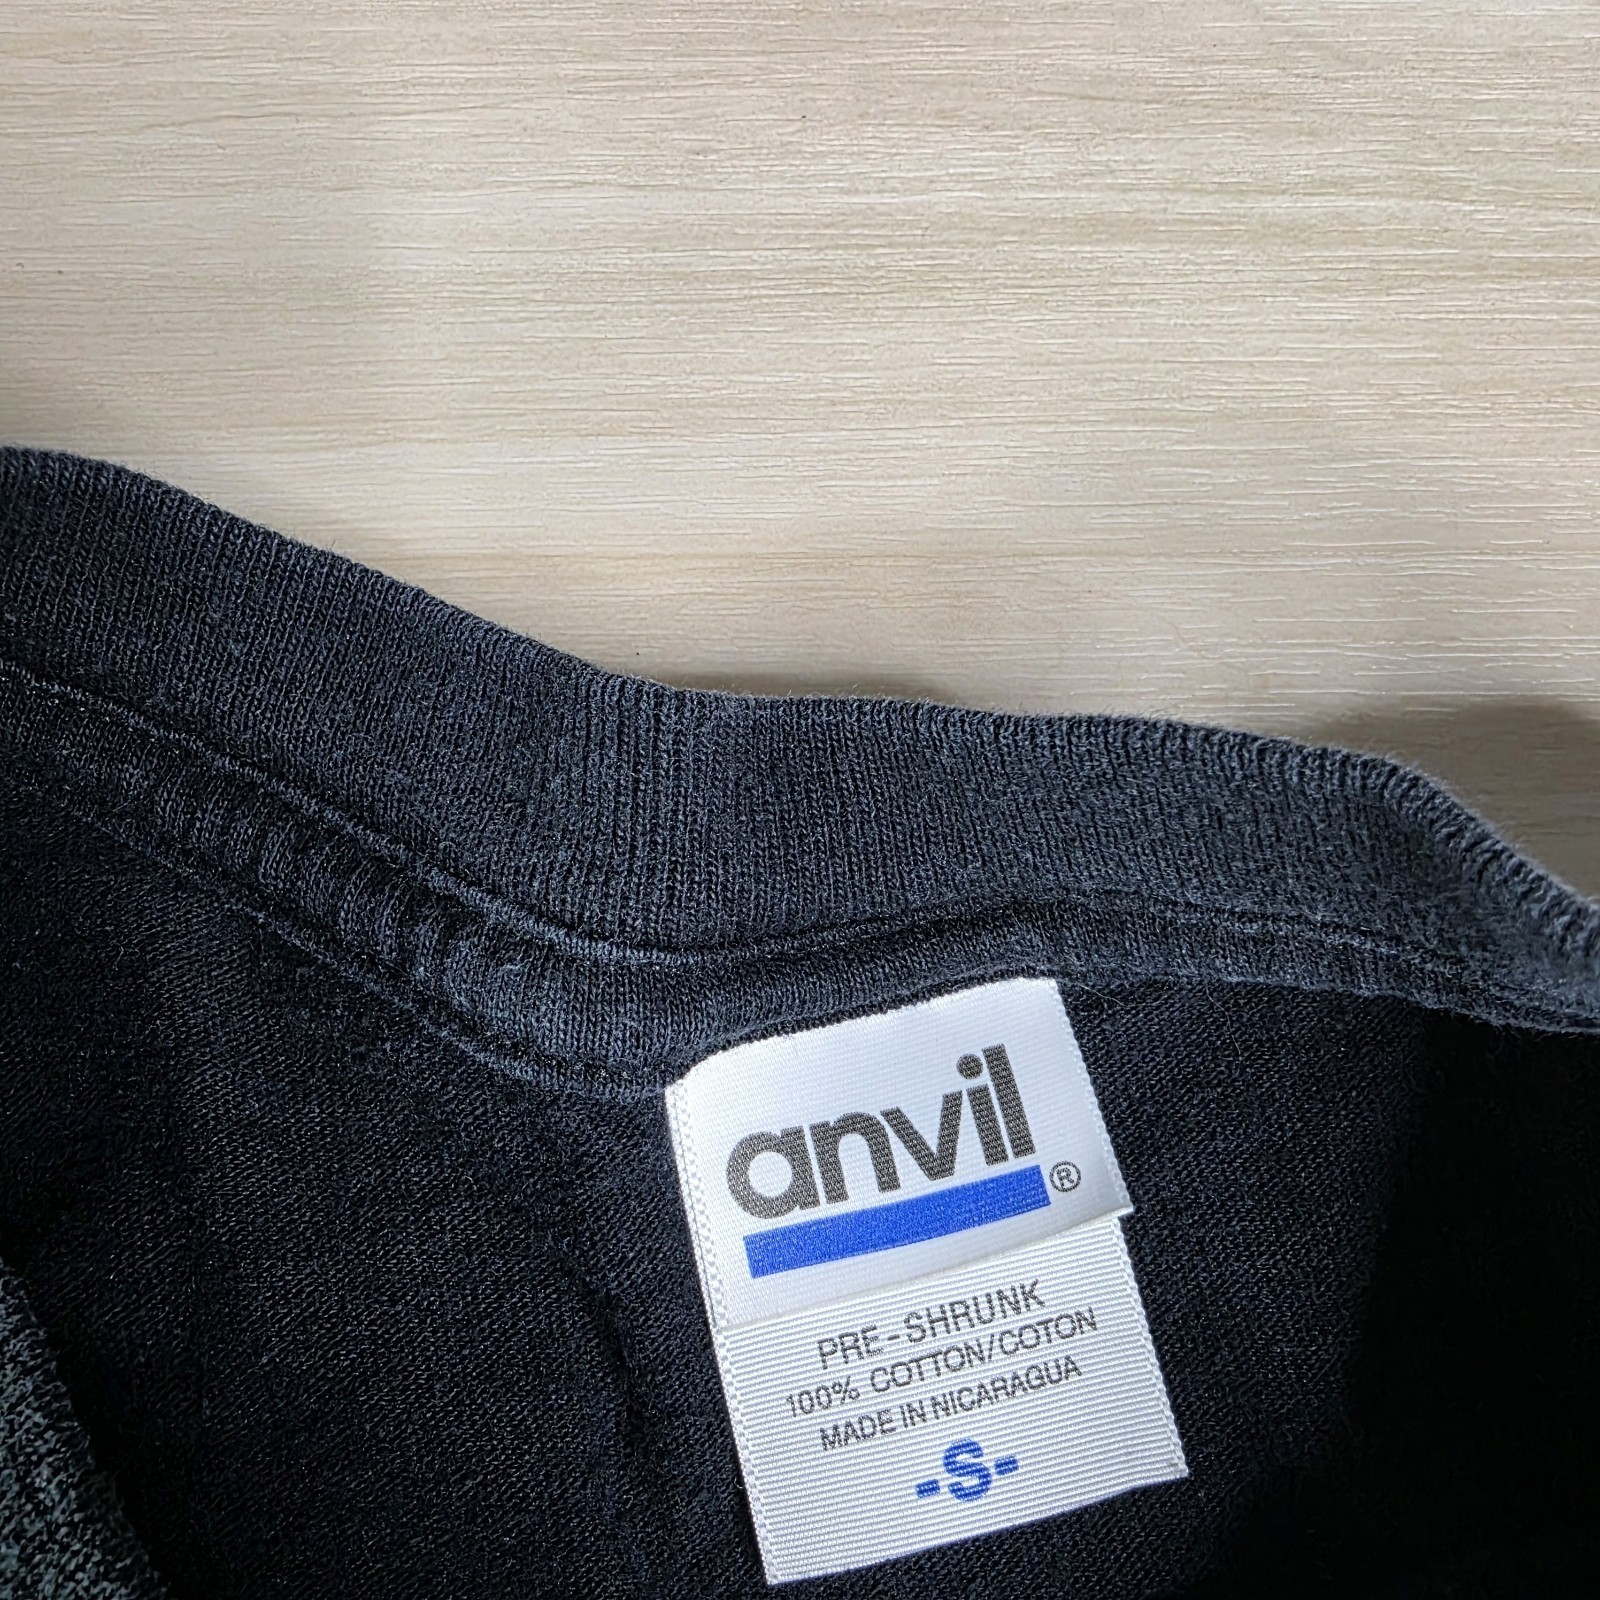 anvil®
PRE-SHRUNK
100% COTTON/COTON
MADE IN NICARAGUA
-S-